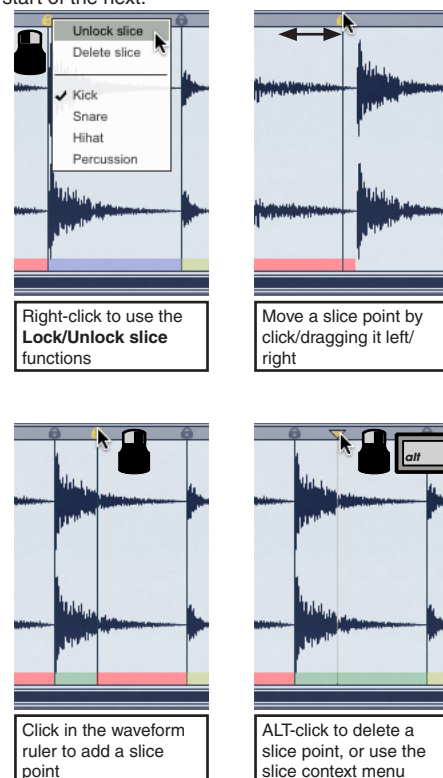 start of the next.
Unlock slice
Delete slice
Kick
Snare
Hihat
Percussion
Right-click to use the
Lock/Unlock slice
functions
Move a slice point by
click/dragging it left/
right
alt
Click in the waveform
ruler to add a slice
point
ALT-click to delete a
slice point, or use the
slice context menu